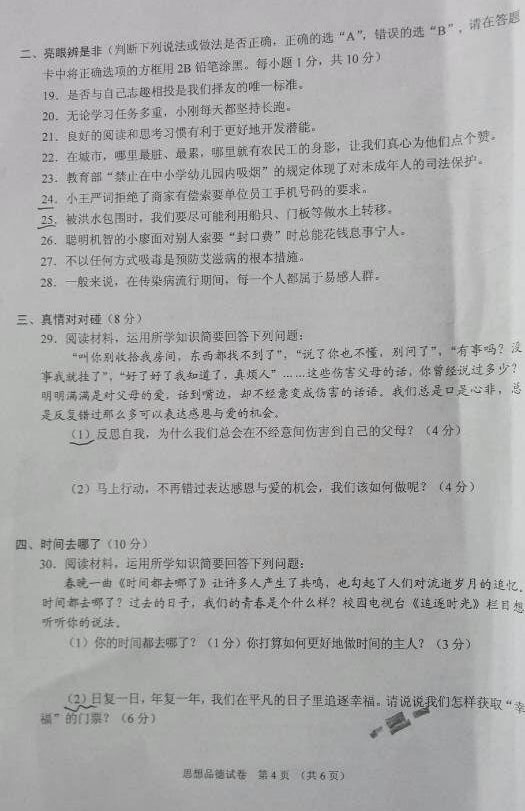 二、亮眼辨是非（判断下列说法或做法是否正确，正确的选“A”，错误的选“B”，请在答题
卡中将正确选项的方框用 2B 铅笔涂黑。每小题 1 分，共 10 分）
19．是否与自己志趣相投是我们择友的唯一标准。
20．无论学习任务多重，小刚每天都坚持长跑。
21．良好的阅读和思考习惯有利于更好地开发潜能。
22．在城市，哪里最脏、最累，哪里就有农民工的身影，让我们真心为他们点个赞。
23．教育部“禁止在中小学幼儿园内吸烟”的规定体现了对未成年人的司法保护。
24．小王严词拒绝了商家有偿索要单位员工手机号码的要求。
25．被洪水包围时，我们要尽可能利用船只、门板等做水上转移。
26．聪明机智的小廖面对别人索要“封口费”时总能花钱息事宁人。
27．不以任何方式吸毒是预防艾滋病的根本措施。
28．一般来说，在传染病流行期间，每一个人都属于易感人群。
三、真情对对碰（8 分）
29．阅读材料，运用所学知识简要回答下列问题：
“叫你别收拾我房间，东西都找不到了”，“说了你也不懂，别问了”，“有事吗？没
事我就挂了”，“好了好了我知道了，真烦人”……这些伤害父母的话，你曾经说过多少？
明明满满是对父母的爱，话到嘴边，却不经意变成伤害的话语。我们总是口是心非，总
是反复错过那么多可以表达感恩与爱的机会。
（1）反思自我，为什么我们总会在不经意间伤害到自己的父母？（4 分）
（2）马上行动，不再错过表达感恩与爱的机会，我们该如何做呢？（4 分）
四、时间去哪了（10 分）
30．阅读材料，运用所学知识简要回答下列问题：
春晚一曲《时间都去哪了》让许多人产生了共鸣，也勾起了人们对流逝岁月的追忆。
时间都去哪了？过去的日子，我们的青春是个什么样？校园电视台《追逐时光》栏目想
听听你的说法。
（1）你的时间都去哪了？（1 分）你打算如何更好地做时间的主人？（3 分）
（2）日复一日，年复一年，我们在平凡的日子里追逐幸福。请说说我们怎样获取“幸
福”的门票？（6 分）
思想品德试卷 第 4 页 （共 6 页）